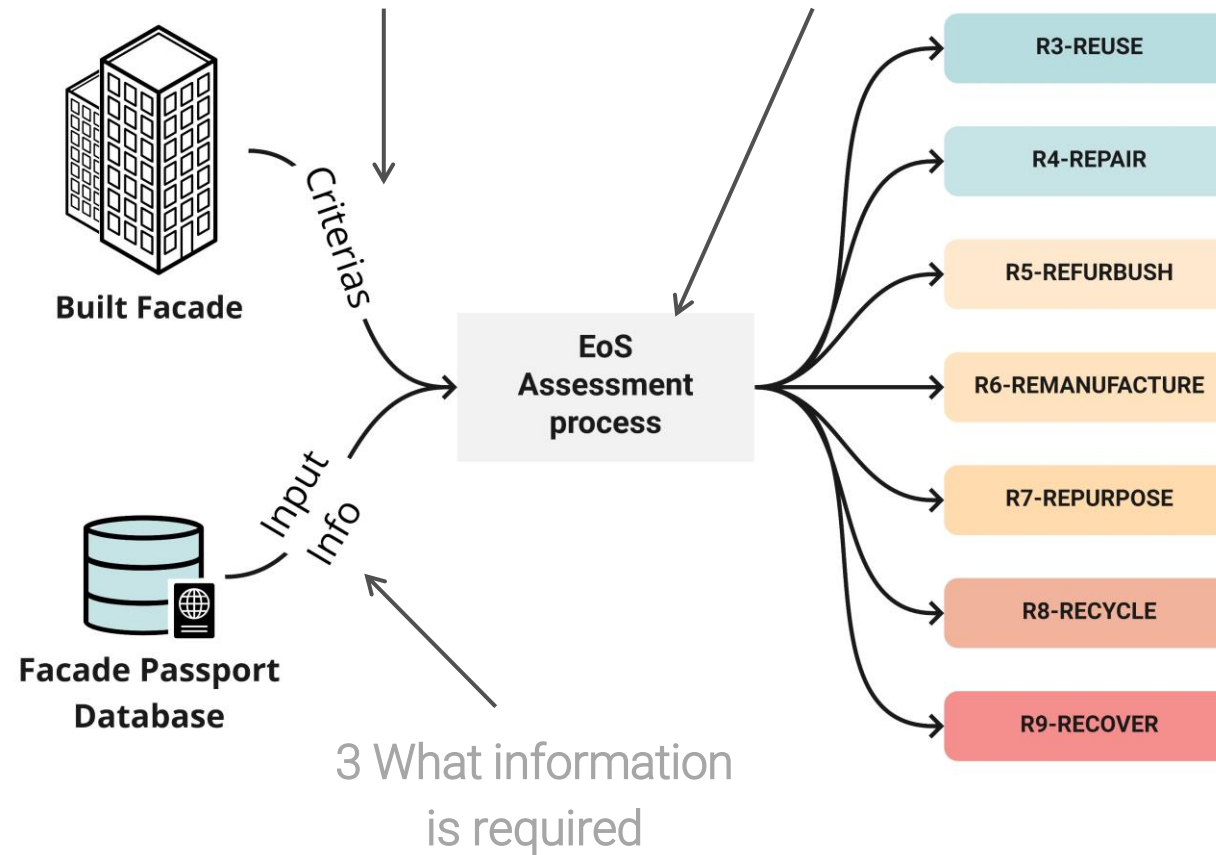 Built Facade
Criterias
Input
Info
Facade Passport
Database
3 What information
is required
EoS
Assessment
process
R3-REUSE
R4-REPAIR
R5-REFURBUSH
R6-REMANUFACTURE
R7-REPURPOSE
R8-RECYCLE
R9-RECOVER